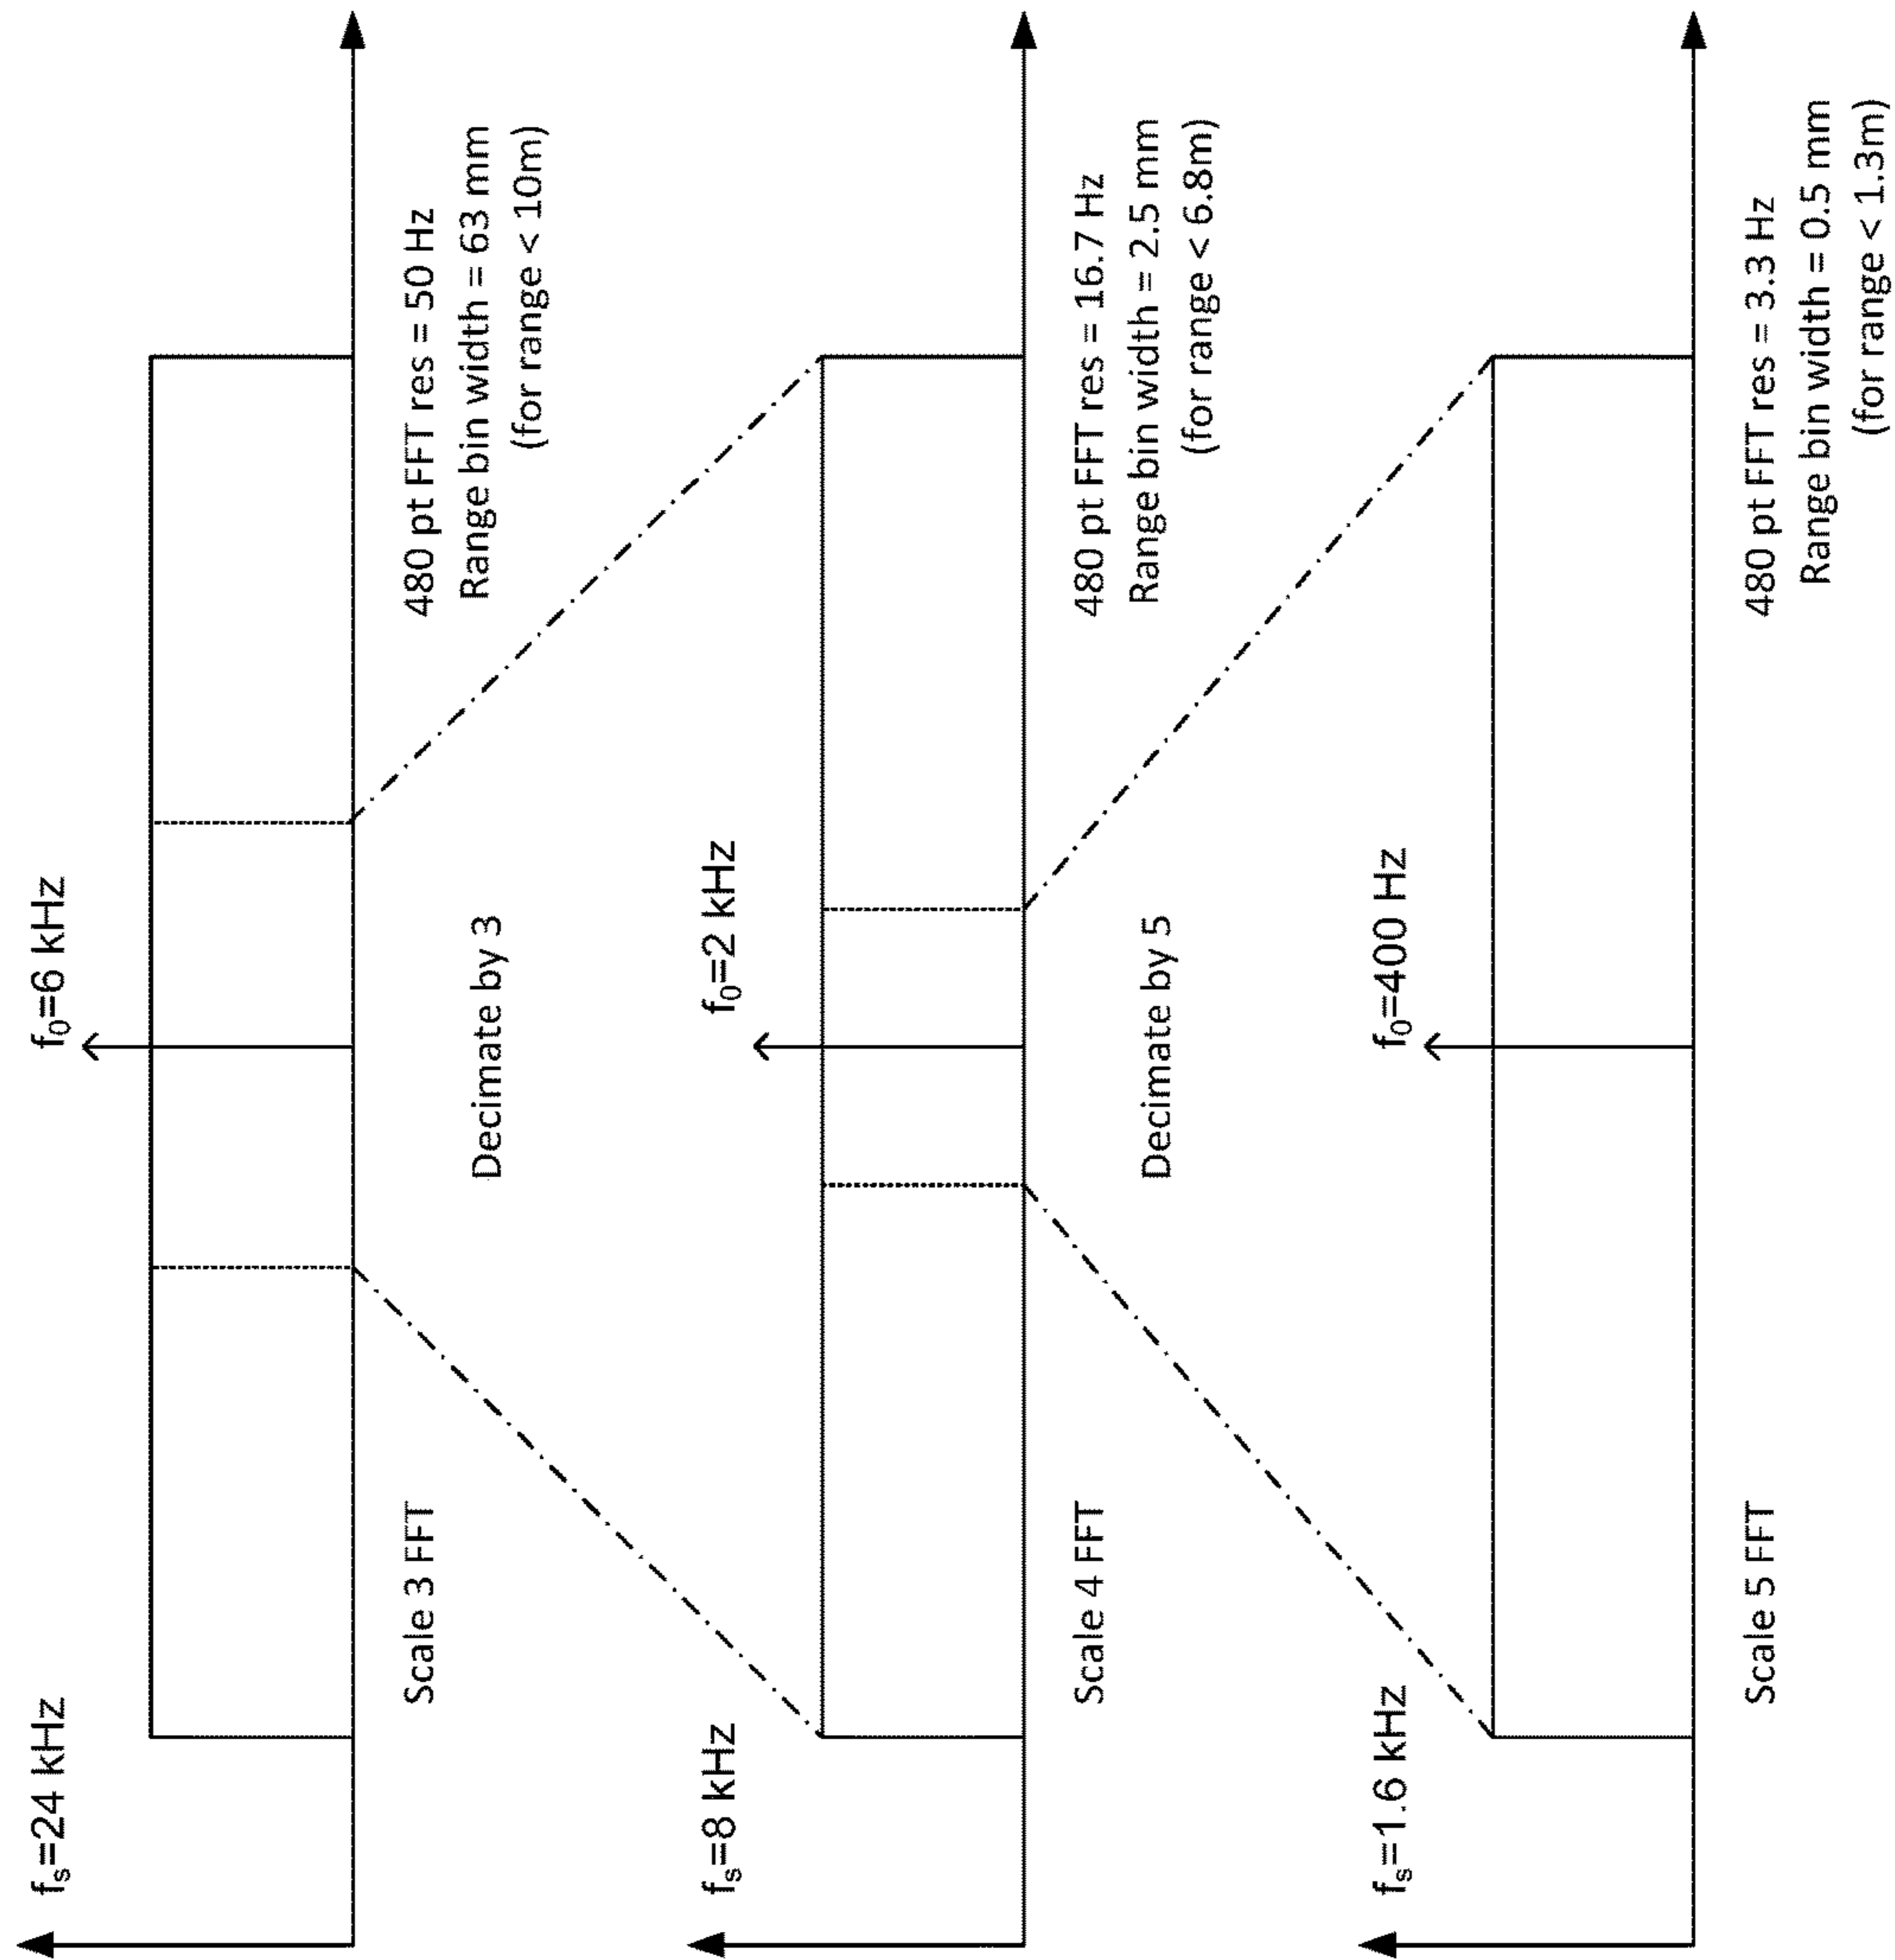 fs=24 kHz
f0=6 kHz
Scale 3 FFT
Decimate by 3
480 pt FFT res = 50 Hz
Range bin width = 63 mm
(for range < 10m)
fs=8 kHz
f0=2 kHz
Scale 4 FFT
Decimate by 5
480 pt FFT res = 16.7 Hz
Range bin width = 2.5 mm
(for range < 6.8m)
fs=1.6 kHz
f0=400 Hz
Scale 5 FFT
480 pt FFT res = 3.3 Hz
Range bin width = 0.5 mm
(for range < 1.3m)